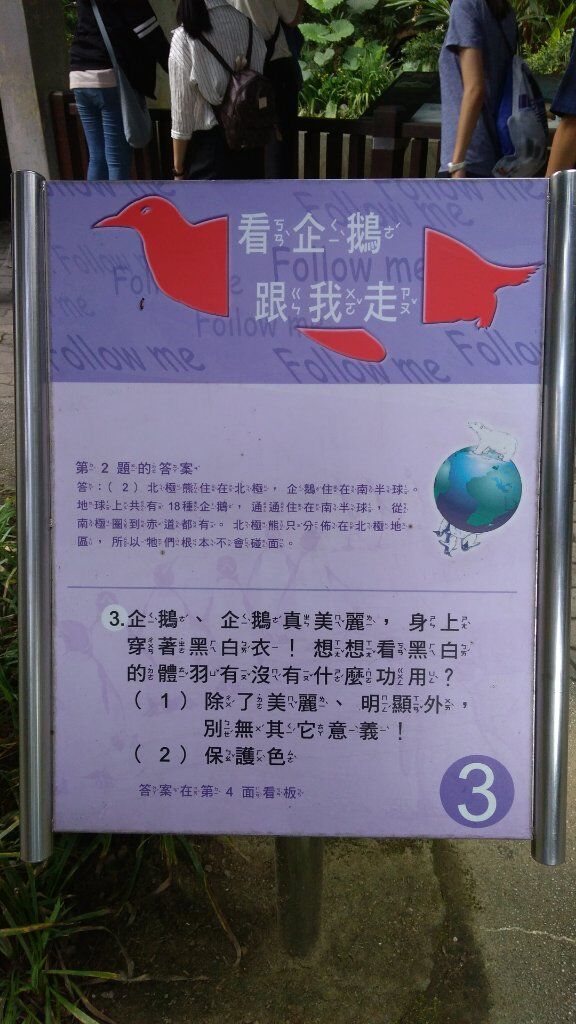 看企鵝
跟我走
Follow me
第2題的答案
答：（2）北極熊住在北極，企鵝住在南半球。
地球上共有18種企鵝，通通住在南半球，從
南極圈到赤道都有。北極熊只分佈在北極地
區，所以牠們根本不會碰面。
3.企鵝、企鵝真美麗，身上
穿著黑白衣！想想看黑白
的體羽有沒有什麼功用？
（1）除了美麗、明顯外，
別無其它意義！
（2）保護色
答案在第4面看板
3